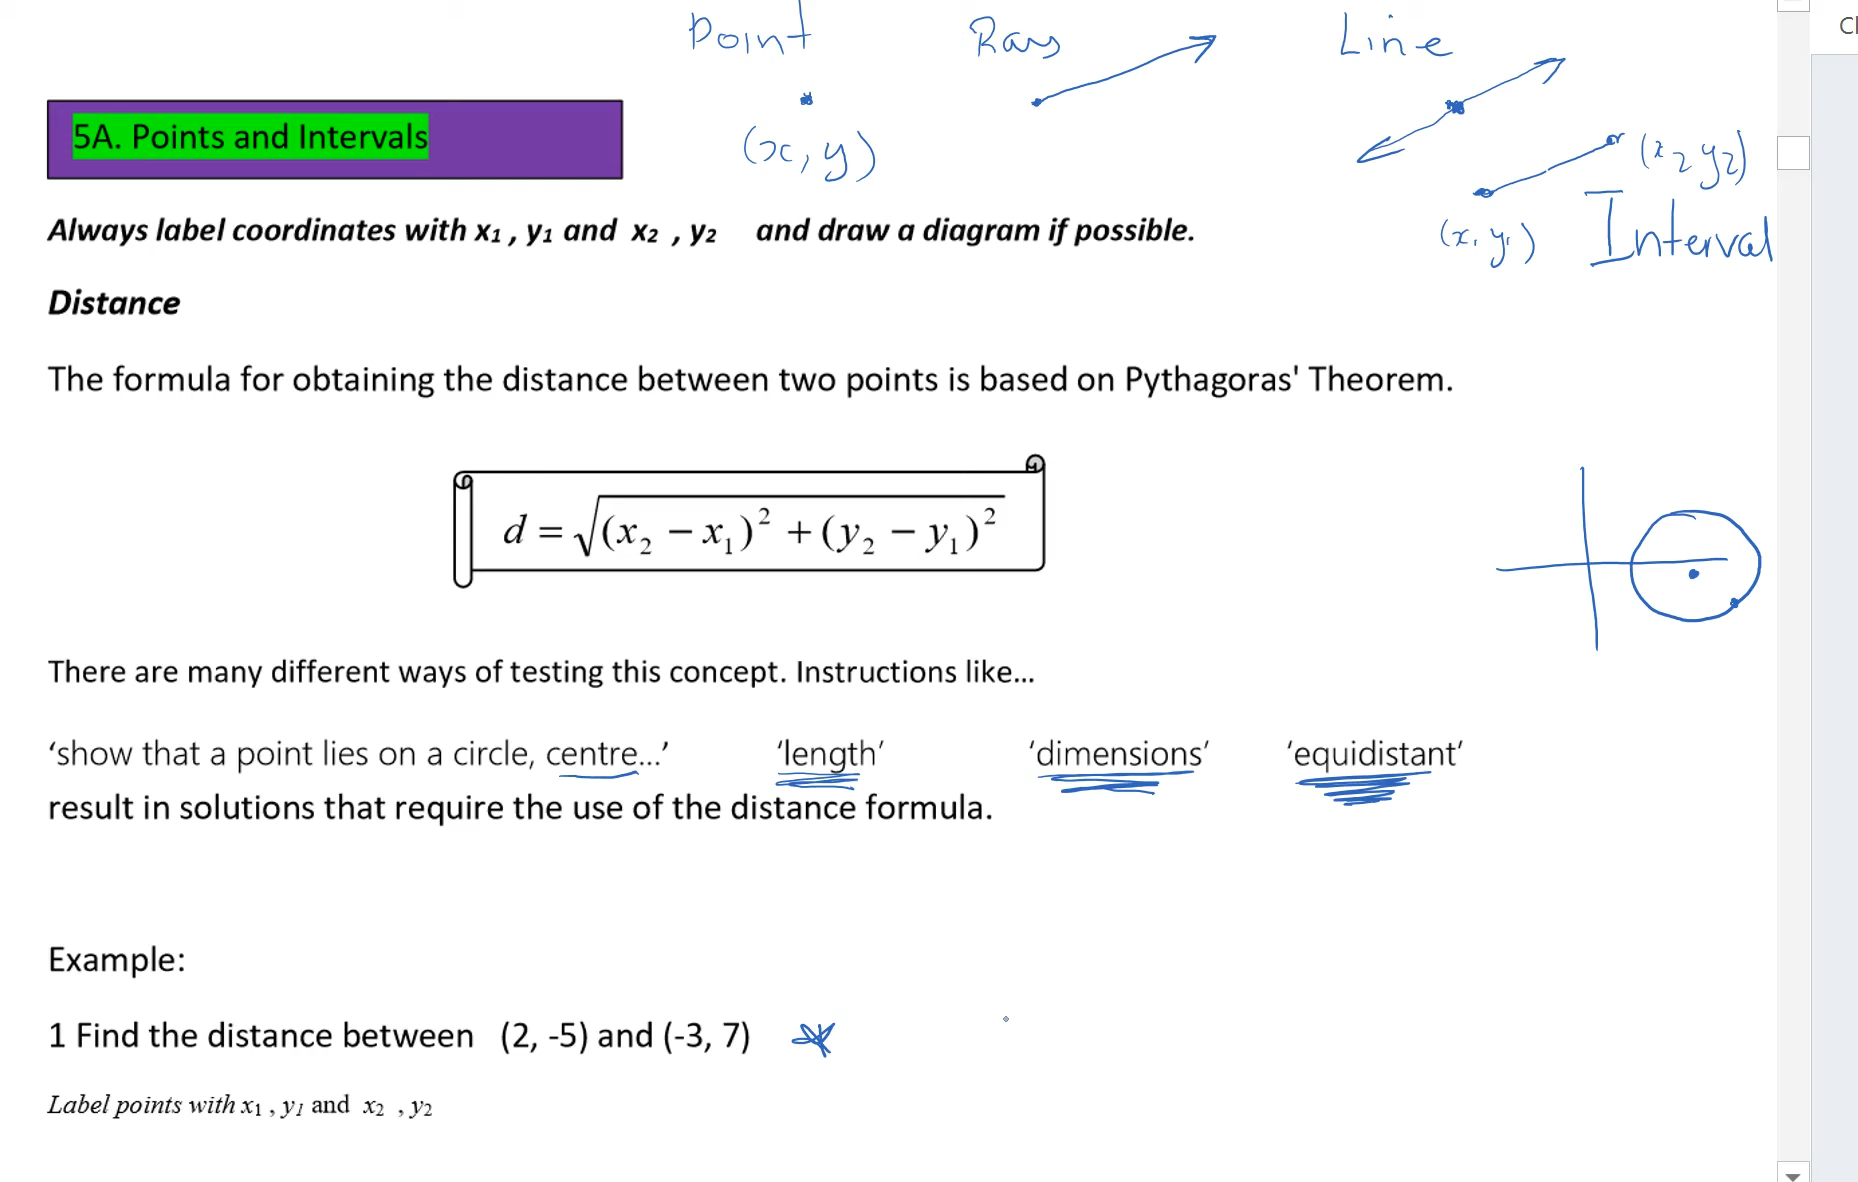 Point Ray Line
(x, y)
(x2 y2)
(x1 y1) Interval
5A. Points and Intervals
Always label coordinates with x1 , y1 and x2 , y2 and draw a diagram if possible.
Distance
The formula for obtaining the distance between two points is based on Pythagoras' Theorem.
d = √(x₂ − x₁)² + (y₂ − y₁)²
There are many different ways of testing this concept. Instructions like...
‘show that a point lies on a circle, centre...’ ‘length’ ‘dimensions’ ‘equidistant’
result in solutions that require the use of the distance formula.
Example:
1 Find the distance between (2, -5) and (-3, 7)
Label points with x1 , y1 and x2 , y2